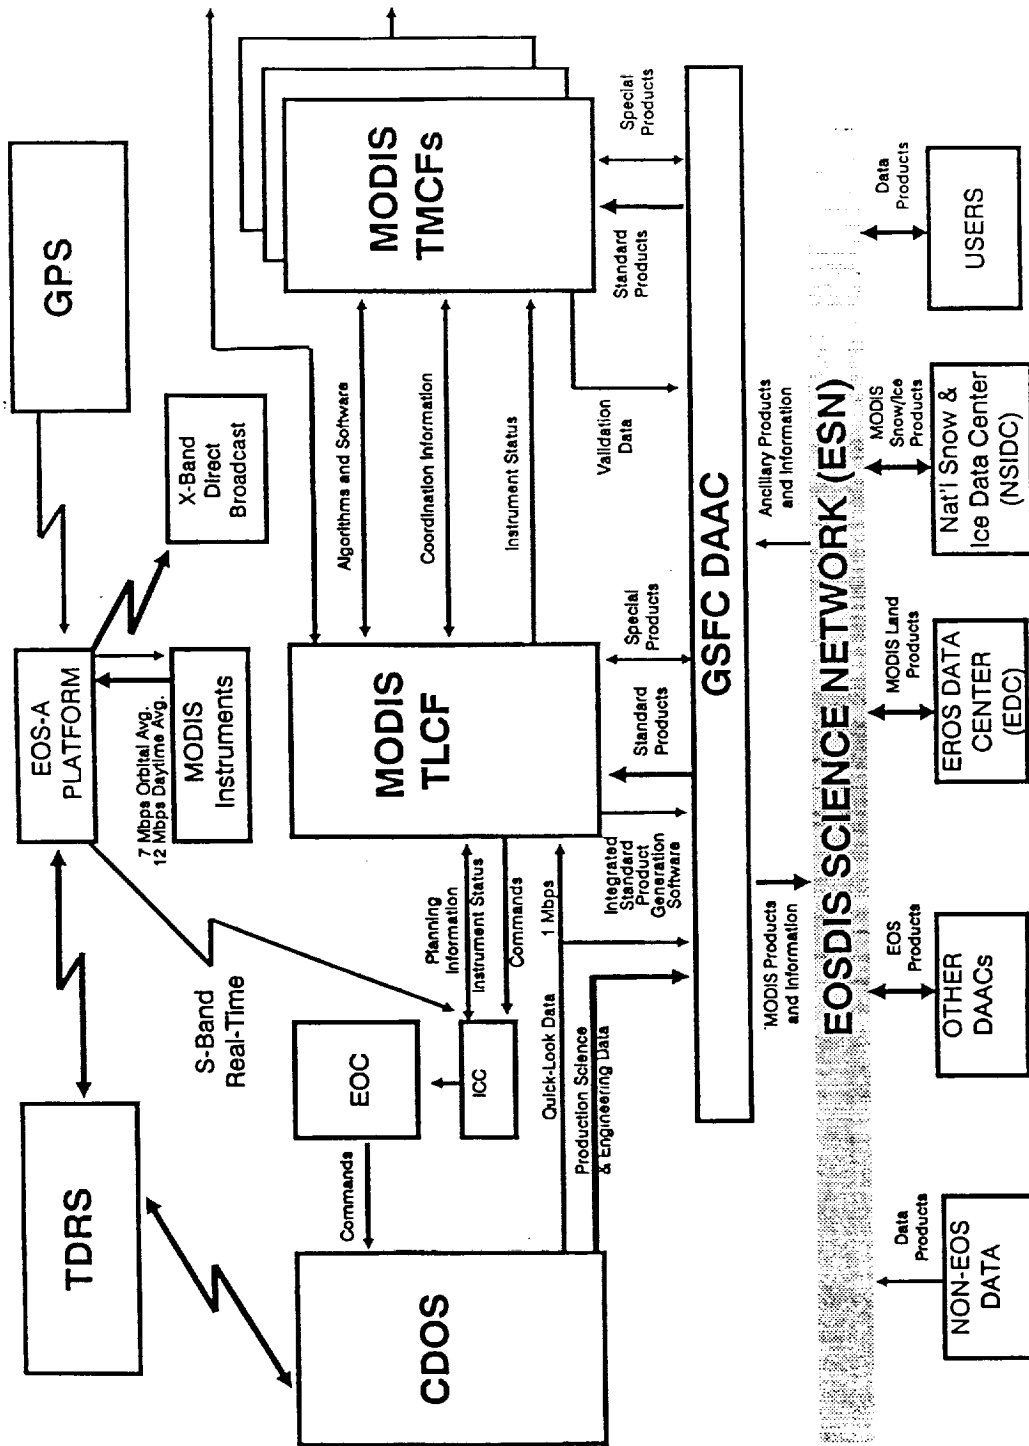 TDRS
EOS-A
PLATFORM
GPS
7 Mbps Orbital Avg.
12 Mbps Daytime Avg.
MODIS
Instruments
X-Band
Direct
Broadcast
S-Band
Real-Time
CDOS
Commands
EOC
ICC
Planning
Information
Instrument Status
Commands
Quick-Look Data
1 Mbps
Production Science
& Engineering Data
MODIS
TLCF
Algorithms and Software
Coordination Information
Instrument Status
MODIS
TMCFs
Integrated
Standard
Product
Generation
Software
Standard
Products
Special
Products
Validation
Data
Standard
Products
Special
Products
GSFC DAAC
MODIS Products
and Information
Ancillary Products
and Information
EOSDIS SCIENCE NETWORK (ESN)
Data
Products
EOS
Products
MODIS Land
Products
MODIS
Snow/Ice
Products
Data
Products
NON-EOS
DATA
OTHER
DAACs
EROS DATA
CENTER
(EDC)
Nat'l Snow &
Ice Data Center
(NSIDC)
USERS